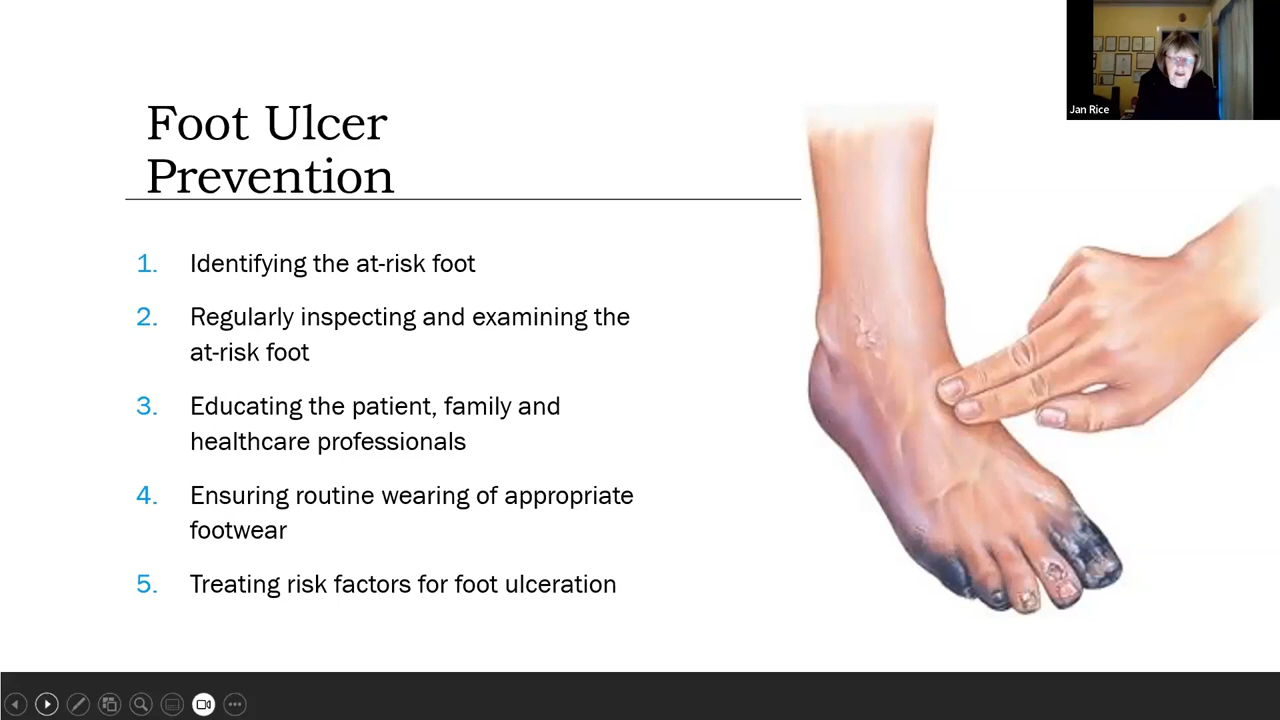 Jan Rice
Foot Ulcer
Prevention
1. Identifying the at-risk foot
2. Regularly inspecting and examining the
at-risk foot
3. Educating the patient, family and
healthcare professionals
4. Ensuring routine wearing of appropriate
footwear
5. Treating risk factors for foot ulceration